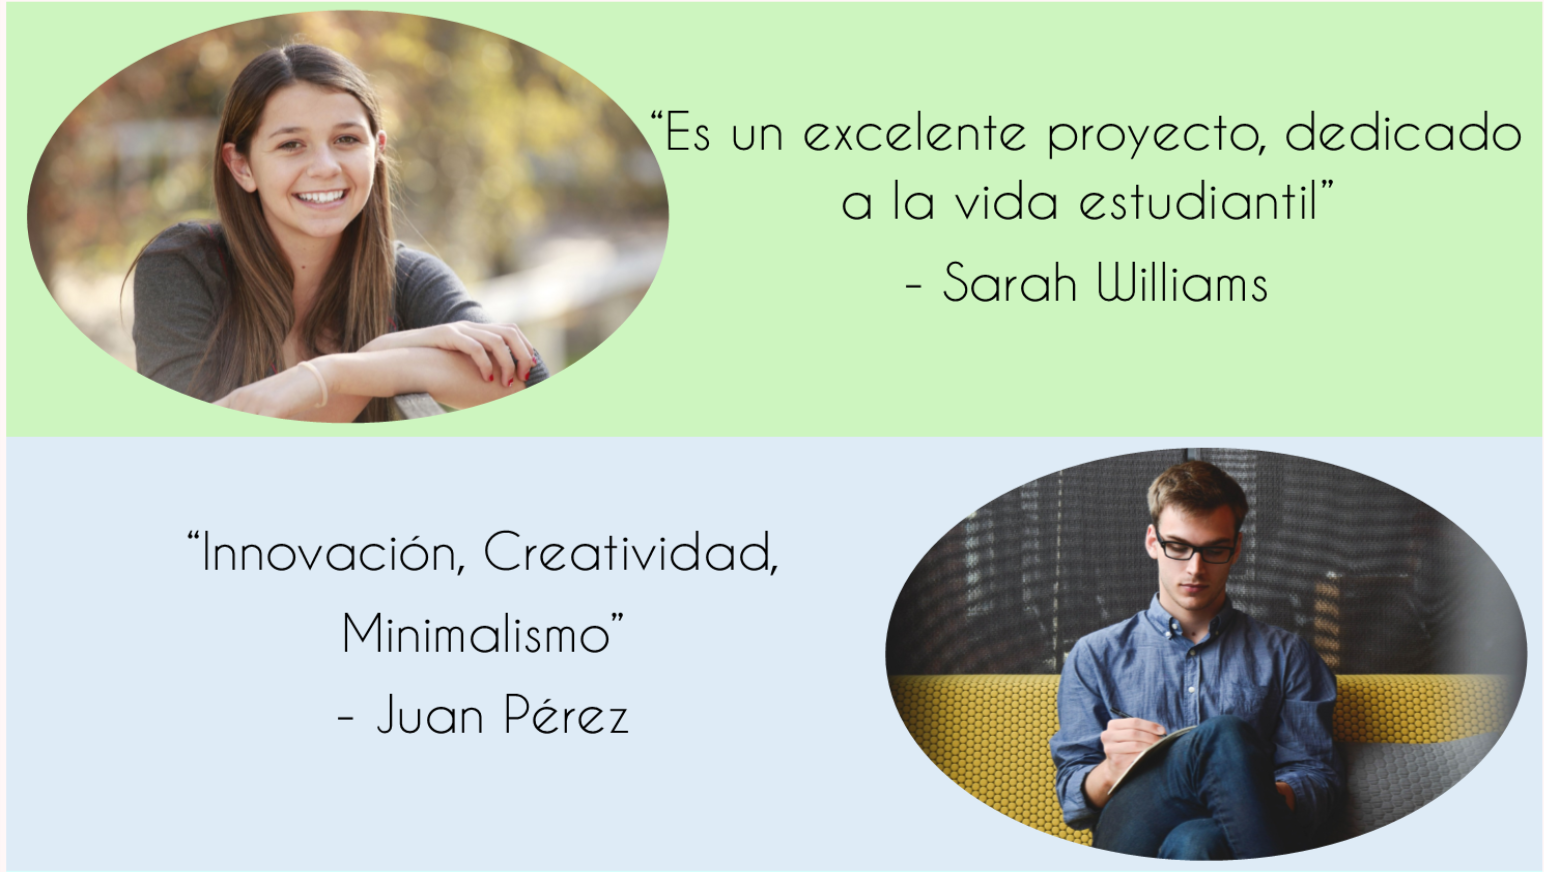 “Es un excelente proyecto, dedicado
a la vida estudiantil”
- Sarah Williams
“Innovación, Creatividad,
Minimalismo”
- Juan Pérez